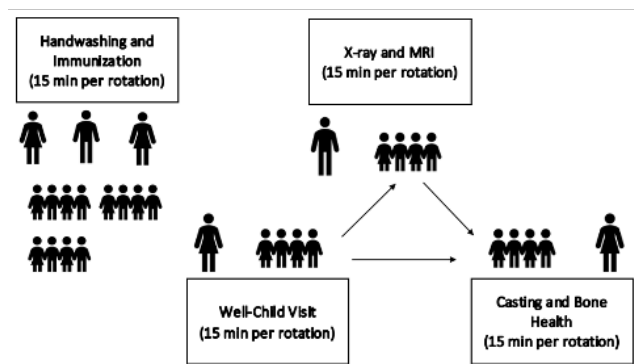 Handwashing and
Immunization
(15 min per rotation)
X-ray and MRI
(15 min per rotation)
Well-Child Visit
(15 min per rotation)
Casting and Bone
Health
(15 min per rotation)